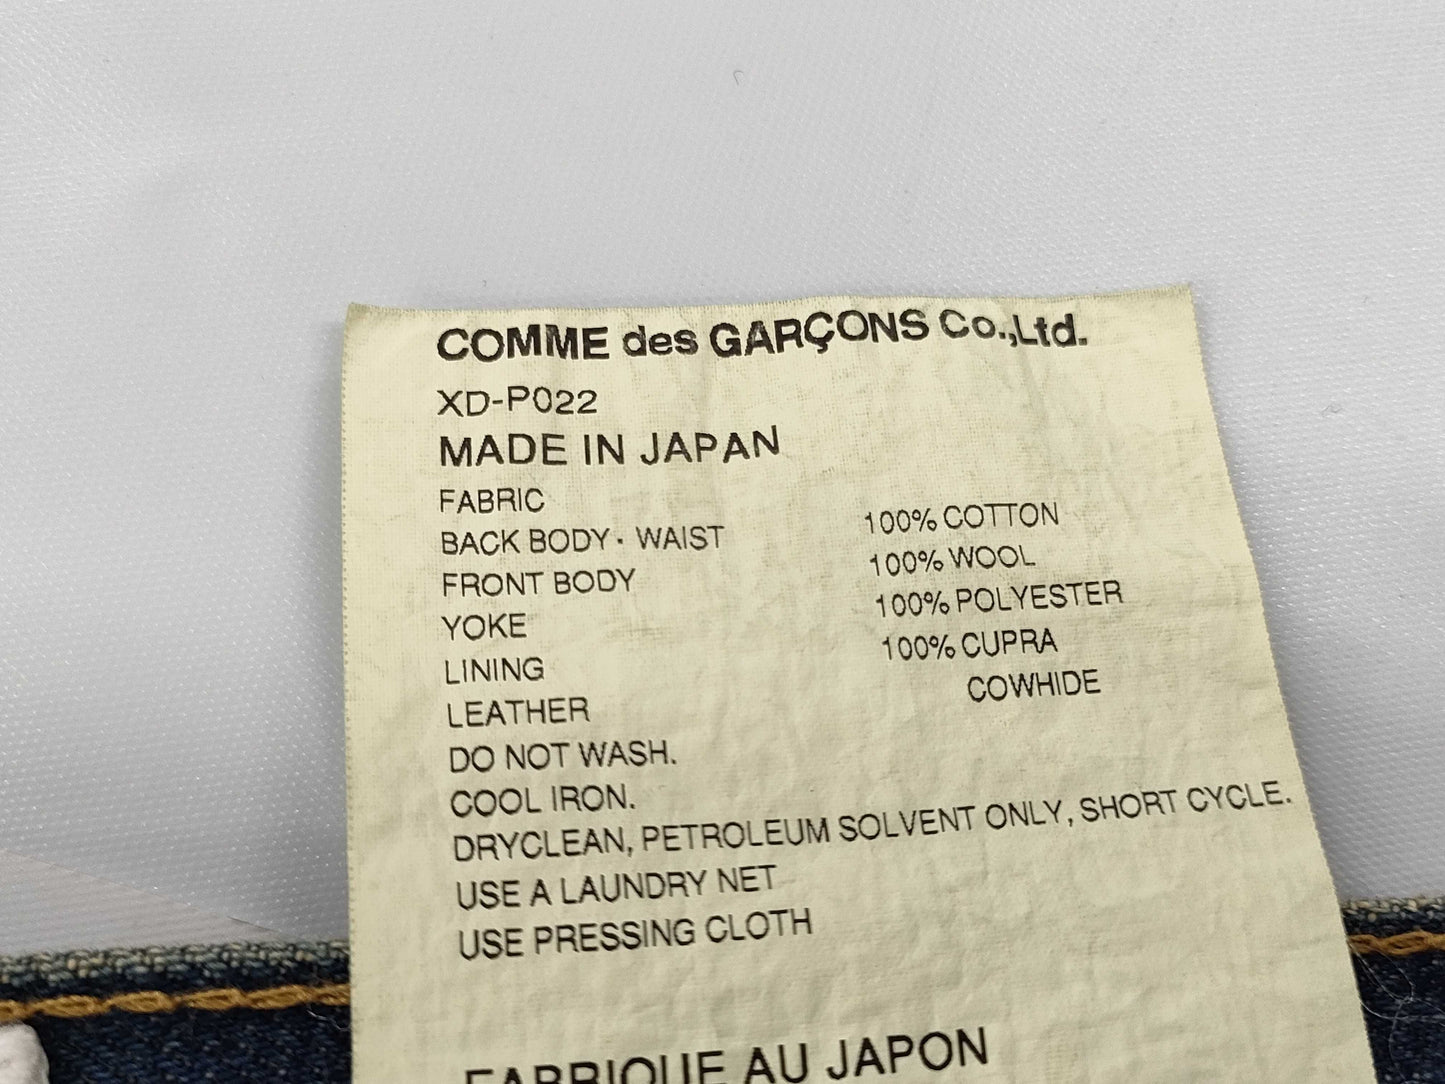 COMME des GARÇONS Co.,Ltd.
XD-P022
MADE IN JAPAN
FABRIC
BACK BODY · WAIST 100% COTTON
FRONT BODY 100% WOOL
YOKE 100% POLYESTER
LINING 100% CUPRA
LEATHER COWHIDE
DO NOT WASH.
COOL IRON.
DRYCLEAN, PETROLEUM SOLVENT ONLY, SHORT CYCLE.
USE A LAUNDRY NET
USE PRESSING CLOTH
FABRIQUE AU JAPON